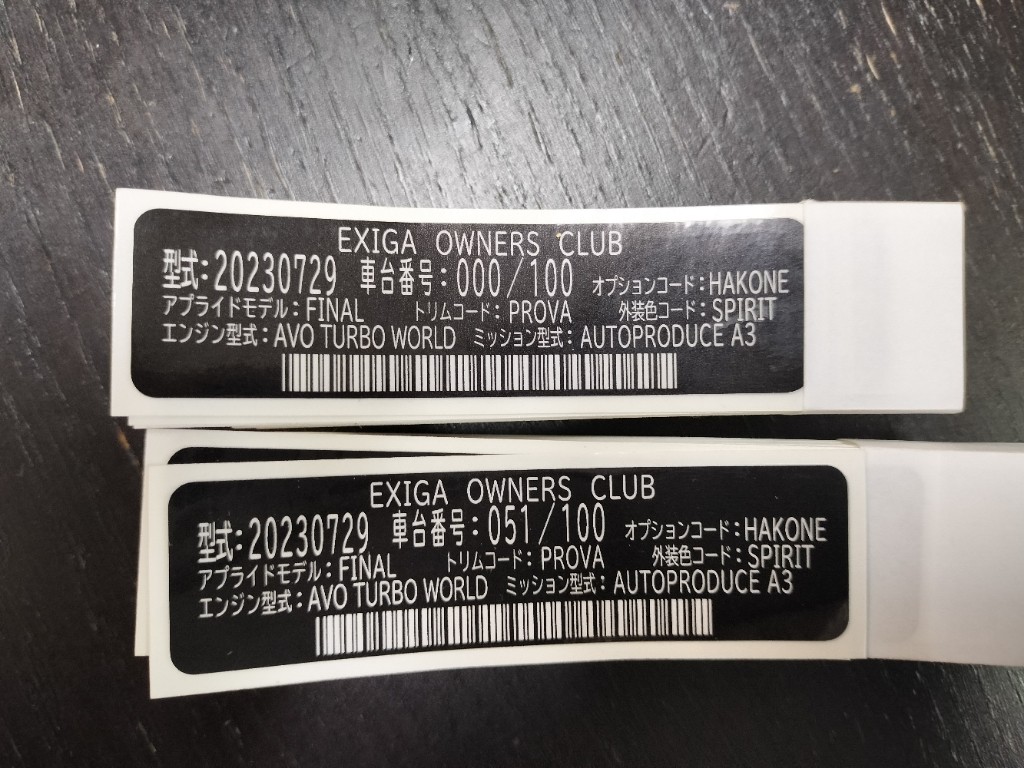 EXIGA OWNERS CLUB
型式:20230729 車台番号:000/100 オプションコード:HAKONE
アプライドモデル:FINAL トリムコード:PROVA 外装色コード:SPIRIT
エンジン型式:AVO TURBO WORLD ミッション型式:AUTOPRODUCE A3
EXIGA OWNERS CLUB
型式:20230729 車台番号:051/100 オプションコード:HAKONE
アプライドモデル:FINAL トリムコード:PROVA 外装色コード:SPIRIT
エンジン型式:AVO TURBO WORLD ミッション型式:AUTOPRODUCE A3